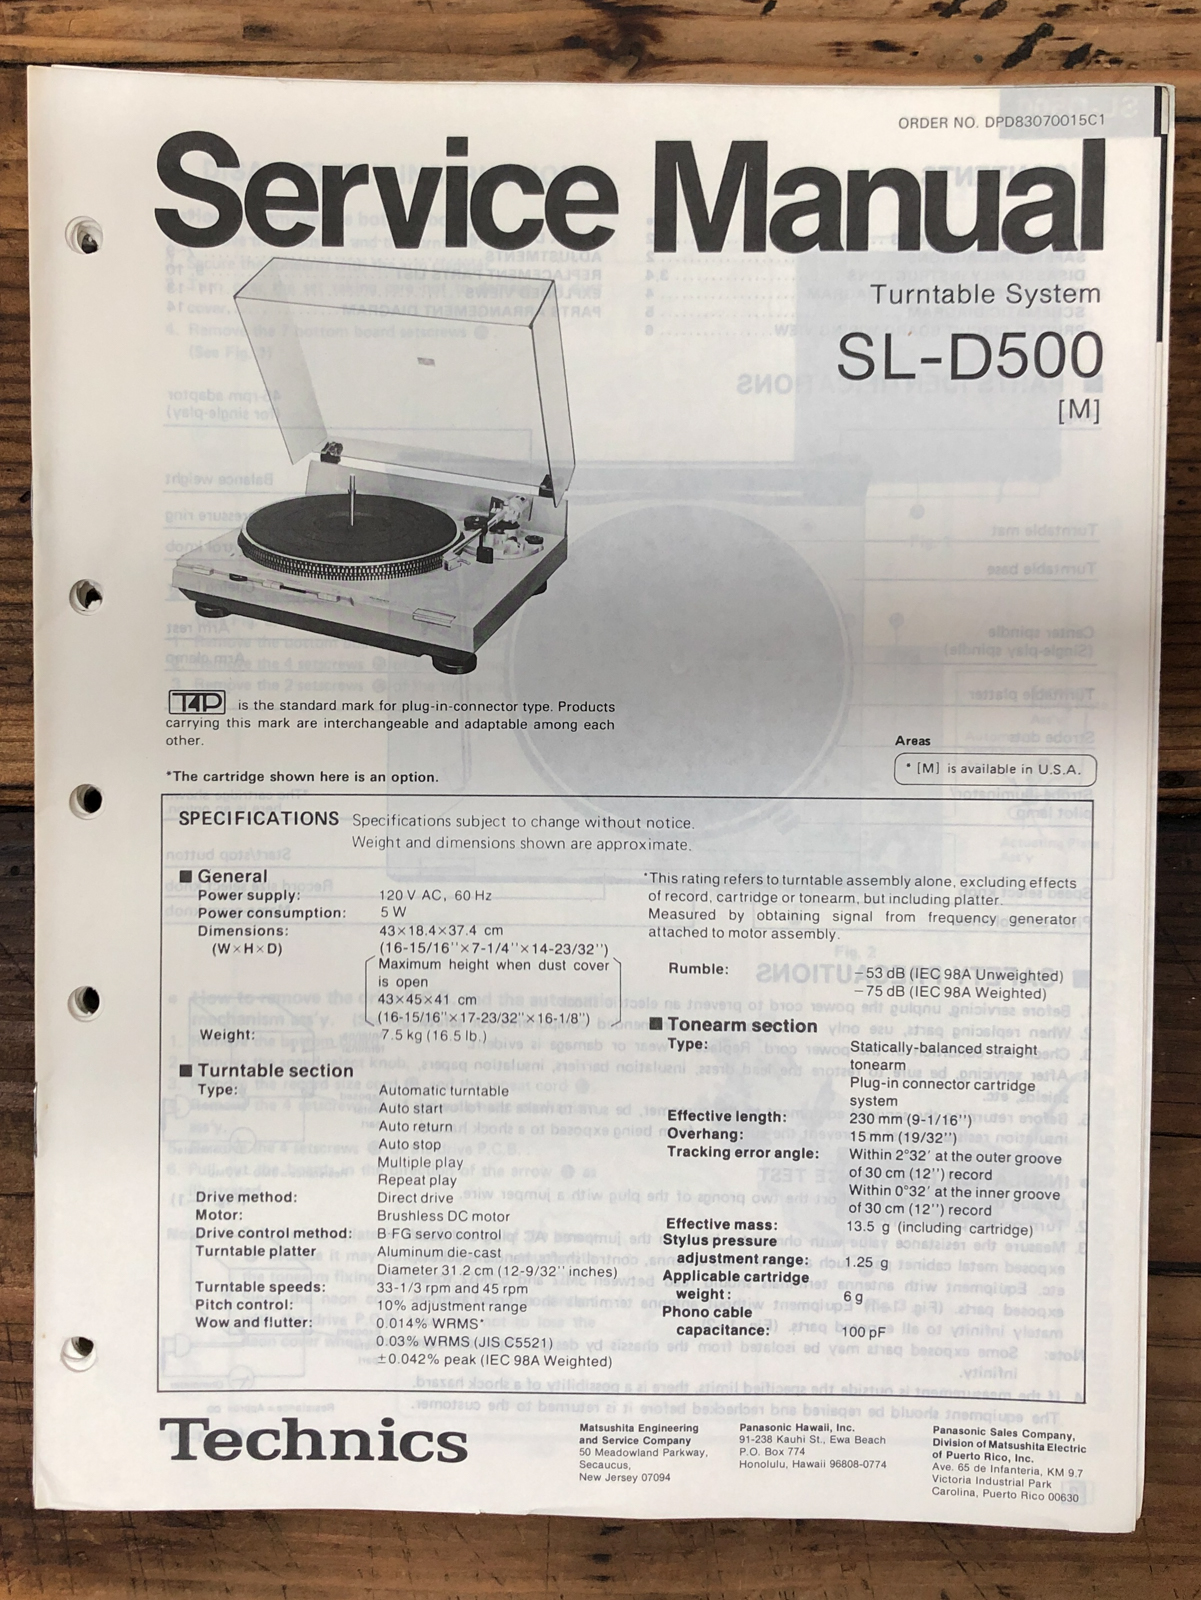 ORDER NO. DPD83070015C1
Service Manual
Turntable System
SL-D500
[M]
T4P is the standard mark for plug-in-connector type. Products
carrying this mark are interchangeable and adaptable among each
other.
*The cartridge shown here is an option.
Areas
* [M] is available in U.S.A.
SPECIFICATIONS Specifications subject to change without notice.
Weight and dimensions shown are approximate.
■ General
Power supply: 120 V AC, 60 Hz
Power consumption: 5 W
Dimensions: 43×18.4×37.4 cm
(W×H×D) (16-15/16''×7-1/4''×14-23/32'')
Maximum height when dust cover
is open
43×45×41 cm
(16-15/16''×17-23/32''×16-1/8'')
Weight: 7.5 kg (16.5 lb.)
■ Turntable section
Type: Automatic turntable
Auto start
Auto return
Auto stop
Multiple play
Repeat play
Drive method: Direct drive
Motor: Brushless DC motor
Drive control method: B·FG servo control
Turntable platter Aluminum die-cast
Diameter 31.2 cm (12-9/32'' inches)
Turntable speeds: 33-1/3 rpm and 45 rpm
Pitch control: 10% adjustment range
Wow and flutter: 0.014% WRMS*
0.03% WRMS (JIS C5521)
±0.042% peak (IEC 98A Weighted)
*This rating refers to turntable assembly alone, excluding effects
of record, cartridge or tonearm, but including platter.
Measured by obtaining signal from frequency generator
attached to motor assembly.
Rumble: −53 dB (IEC 98A Unweighted)
−75 dB (IEC 98A Weighted)
■ Tonearm section
Type: Statically-balanced straight
tonearm
Plug-in connector cartridge
system
Effective length: 230 mm (9-1/16'')
Overhang: 15 mm (19/32'')
Tracking error angle: Within 2°32' at the outer groove
of 30 cm (12'') record
Within 0°32' at the inner groove
of 30 cm (12'') record
Effective mass: 13.5 g (including cartridge)
Stylus pressure
adjustment range: 1.25 g
Applicable cartridge
weight: 6 g
Phono cable
capacitance: 100 pF
Technics
Matsushita Engineering
and Service Company
50 Meadowland Parkway,
Secaucus,
New Jersey 07094
Panasonic Hawaii, Inc.
91-238 Kauhi St., Ewa Beach
P.O. Box 774
Honolulu, Hawaii 96808-0774
Panasonic Sales Company,
Division of Matsushita Electric
of Puerto Rico, Inc.
Ave. 65 de Infanteria, KM 9.7
Victoria Industrial Park
Carolina, Puerto Rico 00630